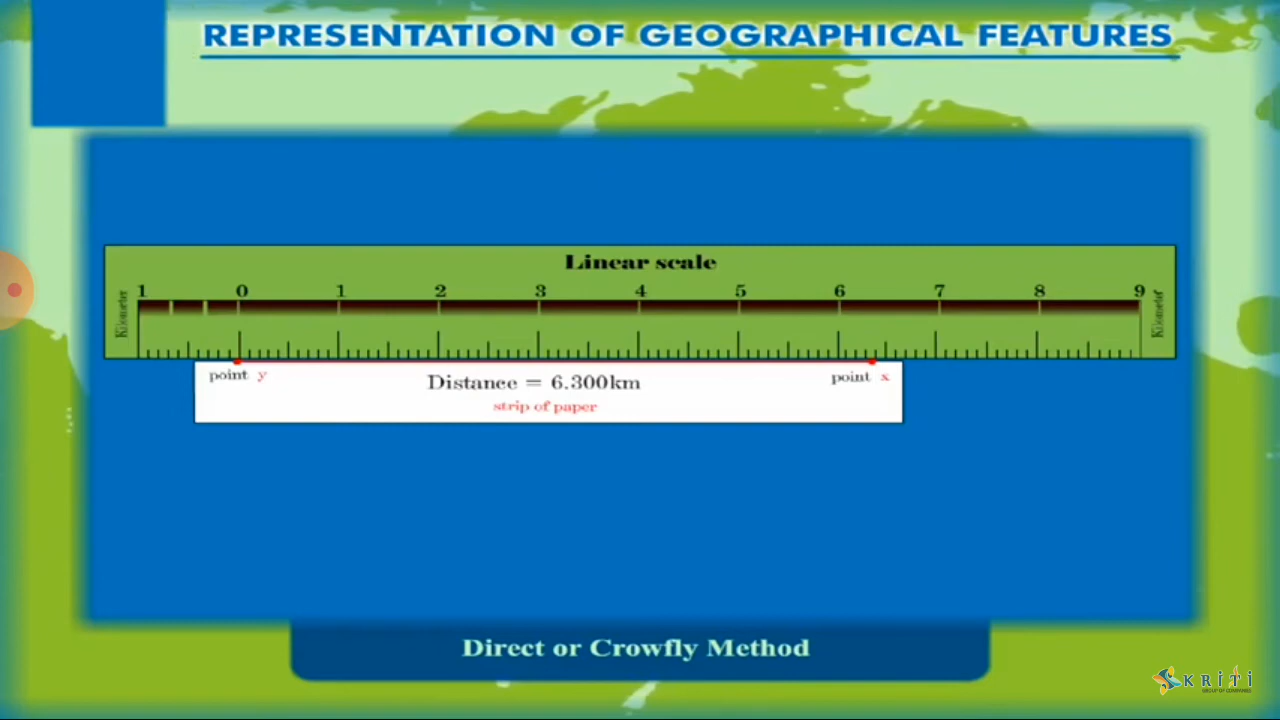 REPRESENTATION OF GEOGRAPHICAL FEATURES
Linear scale
1 0 1 2 3 4 5 6 7 8 9
Kilometer
Kilometer
point y
Distance = 6.300km
point x
strip of paper
Direct or Crowfly Method
KRiTi
GROUP OF COMPANIES